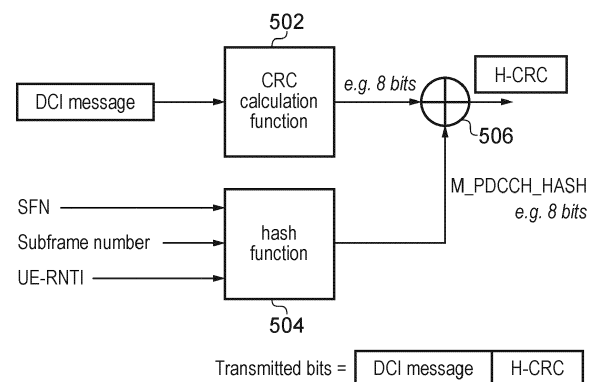 502
CRC
calculation
function
DCI message
e.g. 8 bits
H-CRC
506
M_PDCCH_HASH
e.g. 8 bits
SFN
Subframe number
UE-RNTI
hash
function
504
Transmitted bits = DCI message H-CRC